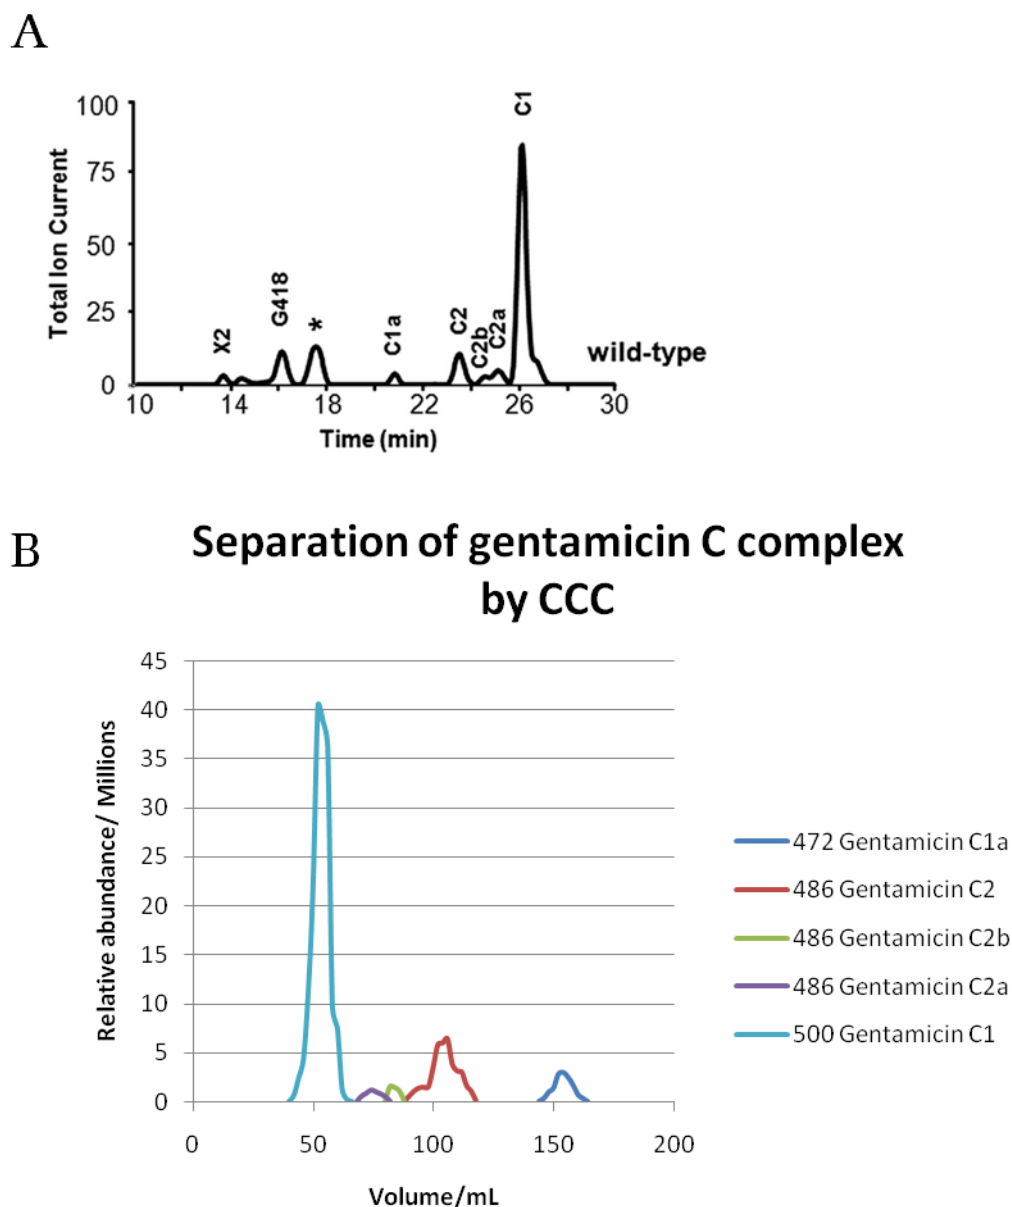 A
100
75
50
25
0
Total Ion Current
X2
G418
*
C1a
C2
C2b
C2a
C1
wild-type
10 14 18 22 26 30
Time (min)
B
Separation of gentamicin C complex
by CCC
45
40
35
30
25
20
15
10
5
0
Relative abundance/ Millions
472 Gentamicin C1a
486 Gentamicin C2
486 Gentamicin C2b
486 Gentamicin C2a
500 Gentamicin C1
0 50 100 150 200
Volume/mL